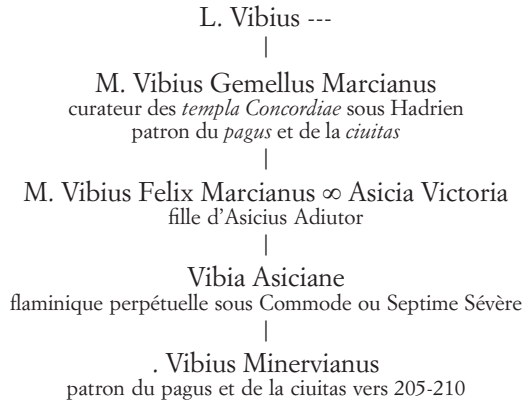 L. Vibius ---
|
M. Vibius Gemellus Marcianus
curateur des templa Concordiae sous Hadrien
patron du pagus et de la ciuitas
|
M. Vibius Felix Marcianus ∞ Asicia Victoria
fille d’Asicius Adiutor
|
Vibia Asiciane
flaminique perpétuelle sous Commode ou Septime Sévère
|
. Vibius Minervianus
patron du pagus et de la ciuitas vers 205-210